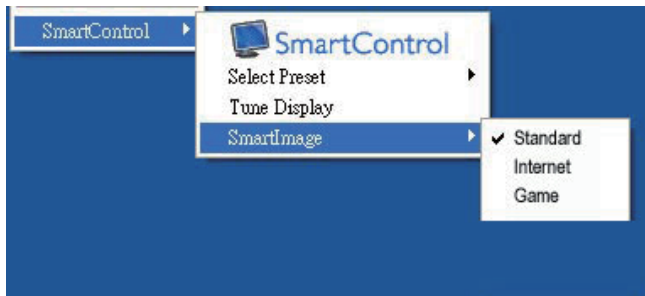 SmartControl
SmartControl
Select Preset
Tune Display
SmartImage
Standard
Internet
Game